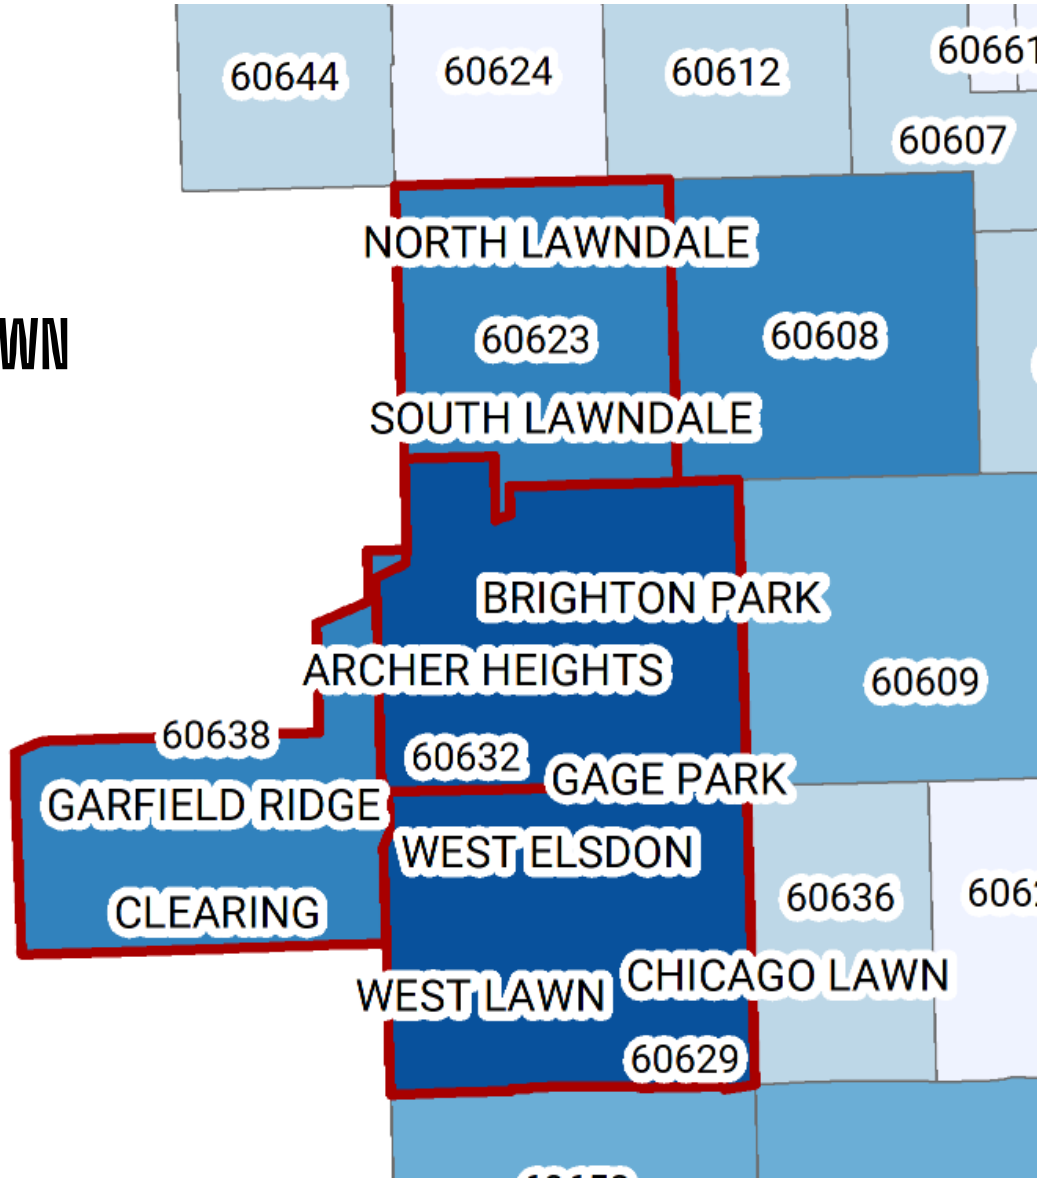 60644
60624
60612
60661
60607
NORTH LAWNDALE
WN
60623
60608
SOUTH LAWNDALE
BRIGHTON PARK
ARCHER HEIGHTS
60609
60638
60632
GAGE PARK
GARFIELD RIDGE
WEST ELSDON
60636
CLEARING
CHICAGO LAWN
WEST LAWN
60629